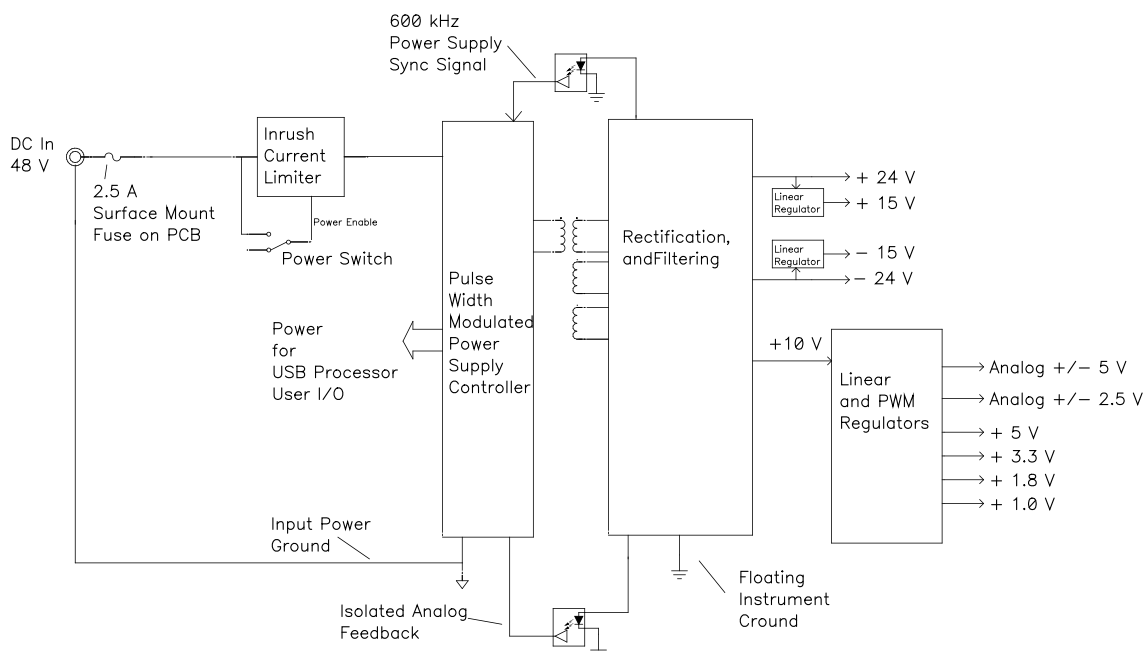 600 kHz
Power Supply
Sync Signal
DC In
48 V
Inrush
Current
Limiter
2.5 A
Surface Mount
Fuse on PCB
Power Enable
Power Switch
+ 24 V
Linear
Regulator
+ 15 V
Linear
Regulator
− 15 V
− 24 V
Rectification,
andFiltering
Pulse
Width
Modulated
Power
Supply
Controller
Power
for
USB Processor
User I/O
+10 V
Linear
and PWM
Regulators
Analog +/− 5 V
Analog +/− 2.5 V
+ 5 V
+ 3.3 V
+ 1.8 V
+ 1.0 V
Input Power
Ground
Isolated Analog
Feedback
Floating
Instrument
Ground